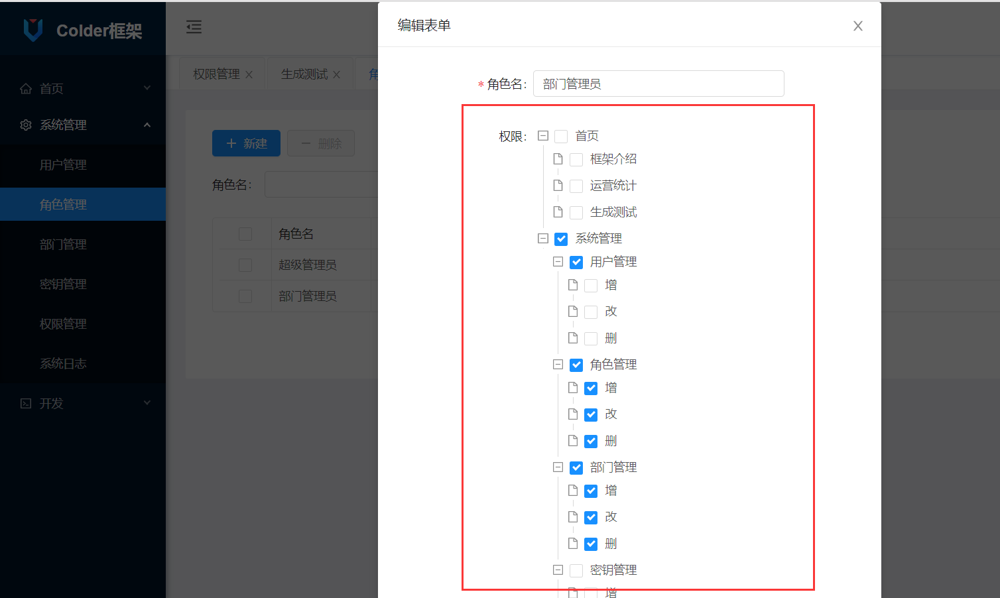 Colder框架
首页
系统管理
用户管理
角色管理
部门管理
密钥管理
权限管理
系统日志
开发
权限管理
生成测试
角
新建
删除
角色名:
角色名
超级管理员
部门管理员
编辑表单
* 角色名: 部门管理员
权限: 首页
框架介绍
运营统计
生成测试
系统管理
用户管理
增
改
删
角色管理
增
改
删
部门管理
增
改
删
密钥管理
增